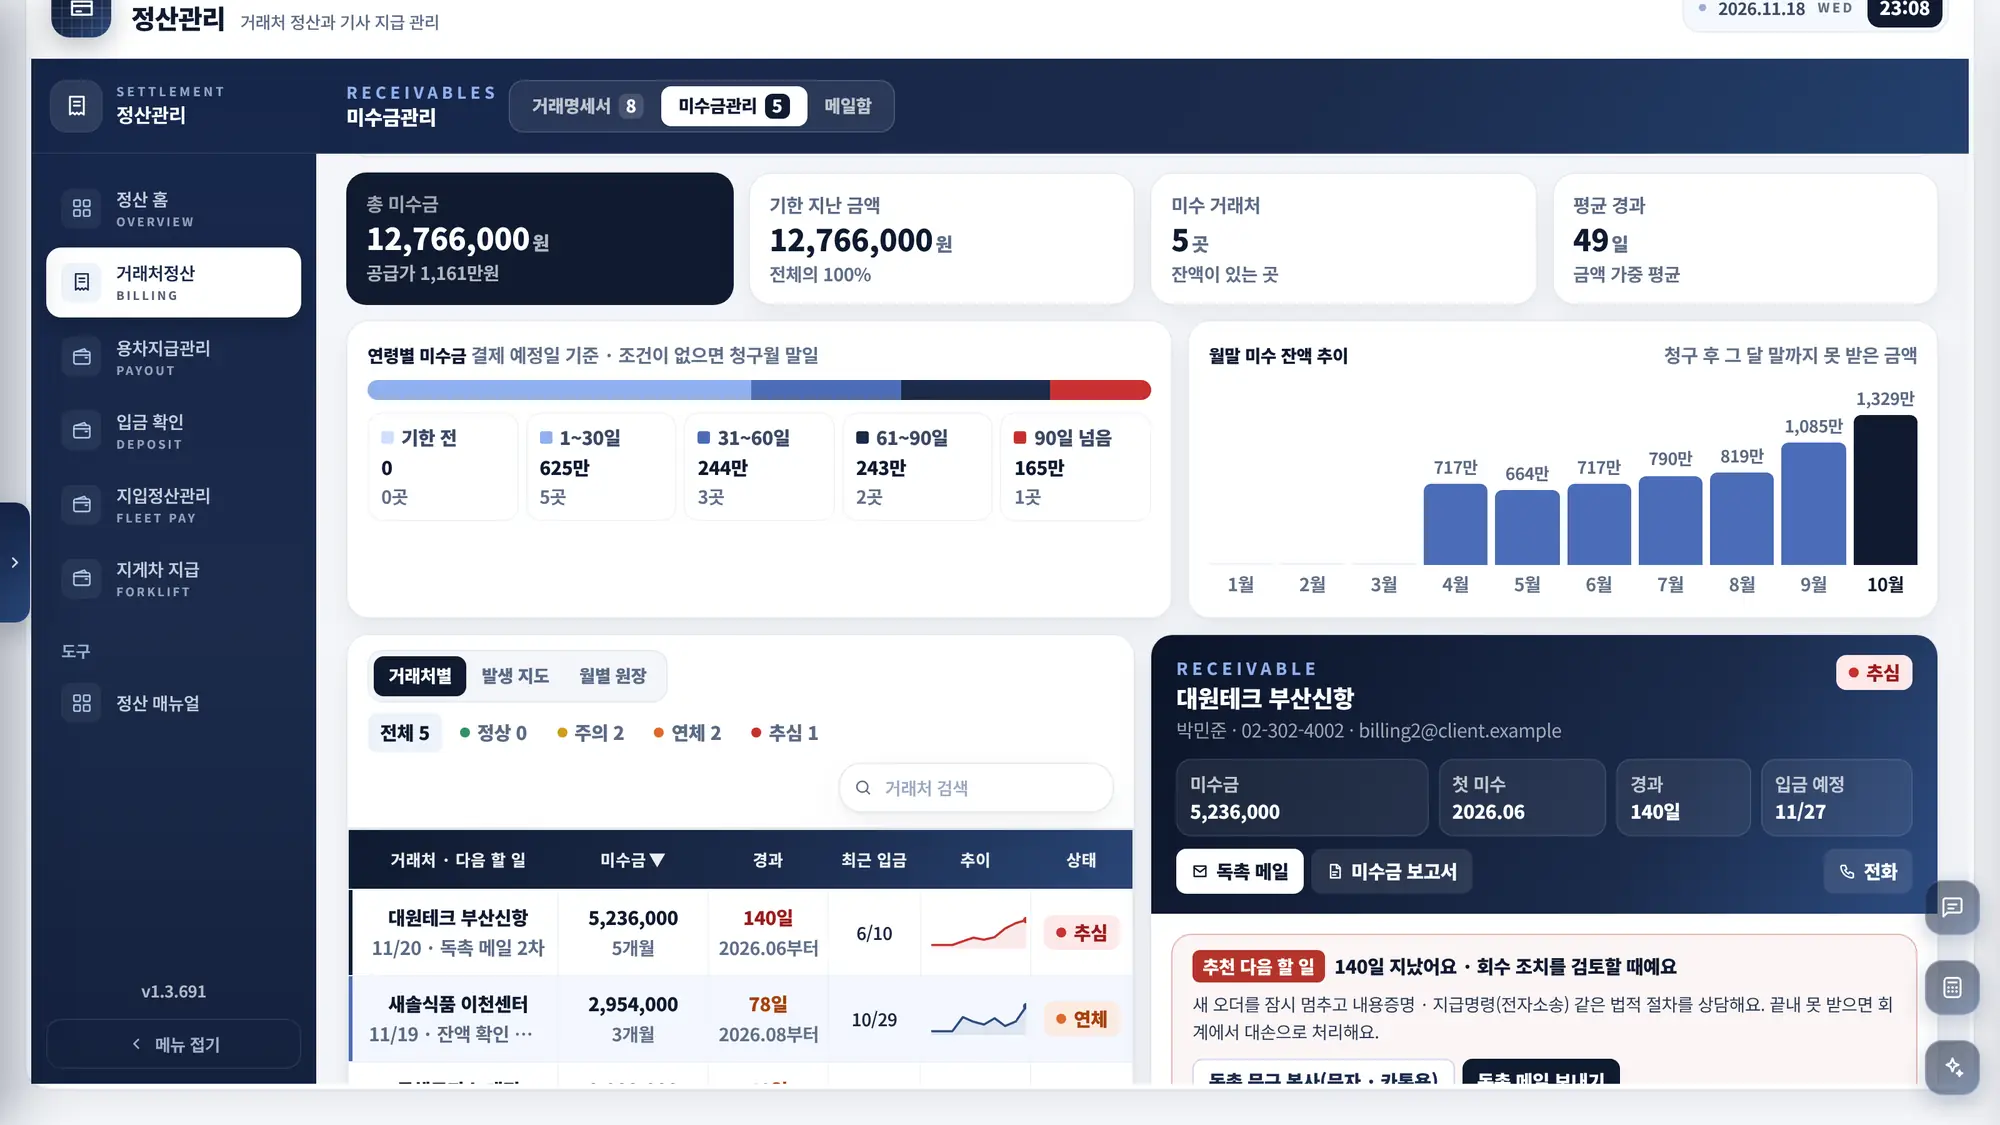 정산관리 거래처 정산과 기사 지급 관리
2026.11.18 WED 23:08
SETTLEMENT
정산관리
RECEIVABLES
미수금관리
거래명세서 8 미수금관리 5 메일함
정산 홈
OVERVIEW
거래처정산
BILLING
용차지급관리
PAYOUT
입금 확인
DEPOSIT
지입정산관리
FLEET PAY
지게차 지급
FORKLIFT
도구
정산 매뉴얼
v1.3.691
메뉴 접기
총 미수금
12,766,000원
공급가 1,161만원
기한 지난 금액
12,766,000원
전체의 100%
미수 거래처
5곳
잔액이 있는 곳
평균 경과
49일
금액 가중 평균
연령별 미수금 결제 예정일 기준 · 조건이 없으면 청구월 말일
기한 전
0
0곳
1~30일
625만
5곳
31~60일
244만
3곳
61~90일
243만
2곳
90일 넘음
165만
1곳
월말 미수 잔액 추이 청구 후 그 달 말까지 못 받은 금액
717만 664만 717만 790만 819만 1,085만 1,329만
1월 2월 3월 4월 5월 6월 7월 8월 9월 10월
거래처별 발생 지도 월별 원장
전체 5 정상 0 주의 2 연체 2 추심 1
거래처 검색
거래처 · 다음 할 일 미수금▼ 경과 최근 입금 추이 상태
대원테크 부산신항 5,236,000 140일 6/10 추심
11/20 · 독촉 메일 2차 5개월 2026.06부터
새솔식품 이천센터 2,954,000 78일 10/29 연체
11/19 · 잔액 확인 ··· 3개월 2026.08부터
RECEIVABLE
대원테크 부산신항
추심
박민준 · 02-302-4002 · billing2@client.example
미수금
5,236,000
첫 미수
2026.06
경과
140일
입금 예정
11/27
독촉 메일 미수금 보고서 전화
추천 다음 할 일 140일 지났어요 · 회수 조치를 검토할 때예요
새 오더를 잠시 멈추고 내용증명 · 지급명령(전자소송) 같은 법적 절차를 상담해요. 끝내 못 받으면 회
계에서 대손으로 처리해요.
독촉 문구 복사(문자 · 카톡용) 독촉 메일 보내기